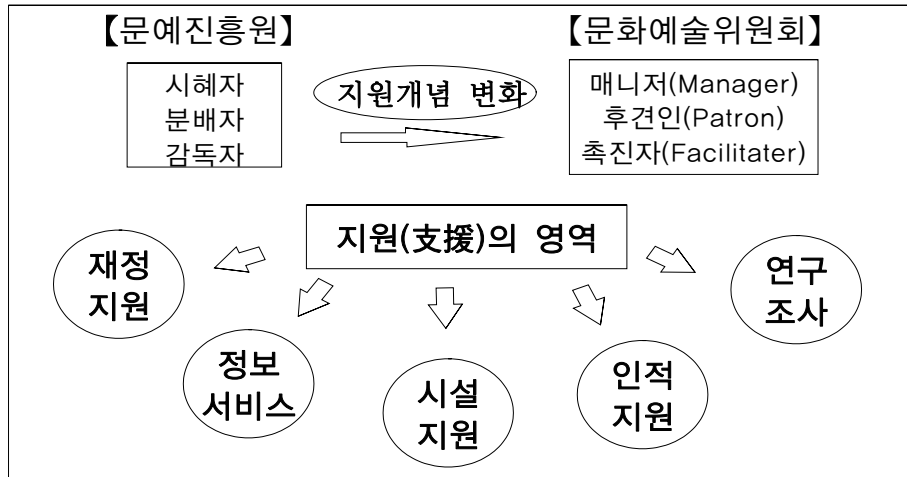 【문예진흥원】
【문화예술위원회】
시혜자
분배자
감독자
지원개념 변화
매니저(Manager)
후견인(Patron)
촉진자(Facilitater)
지원(支援)의 영역
재정
지원
정보
서비스
시설
지원
인적
지원
연구
조사